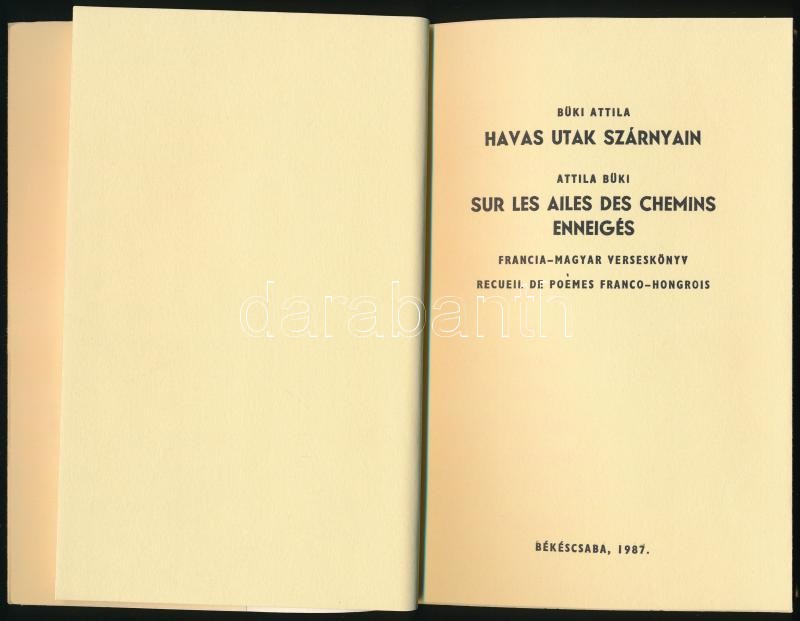 BÜKI ATTILA
HAVAS UTAK SZÁRNYAIN
ATTILA BÜKI
SUR LES AILES DES CHEMINS
ENNEIGÉS
FRANCIA–MAGYAR VERSESKÖNYV
RECUEIL DE POÈMES FRANCO–HONGROIS
darabanth
BÉKÉSCSABA, 1987.